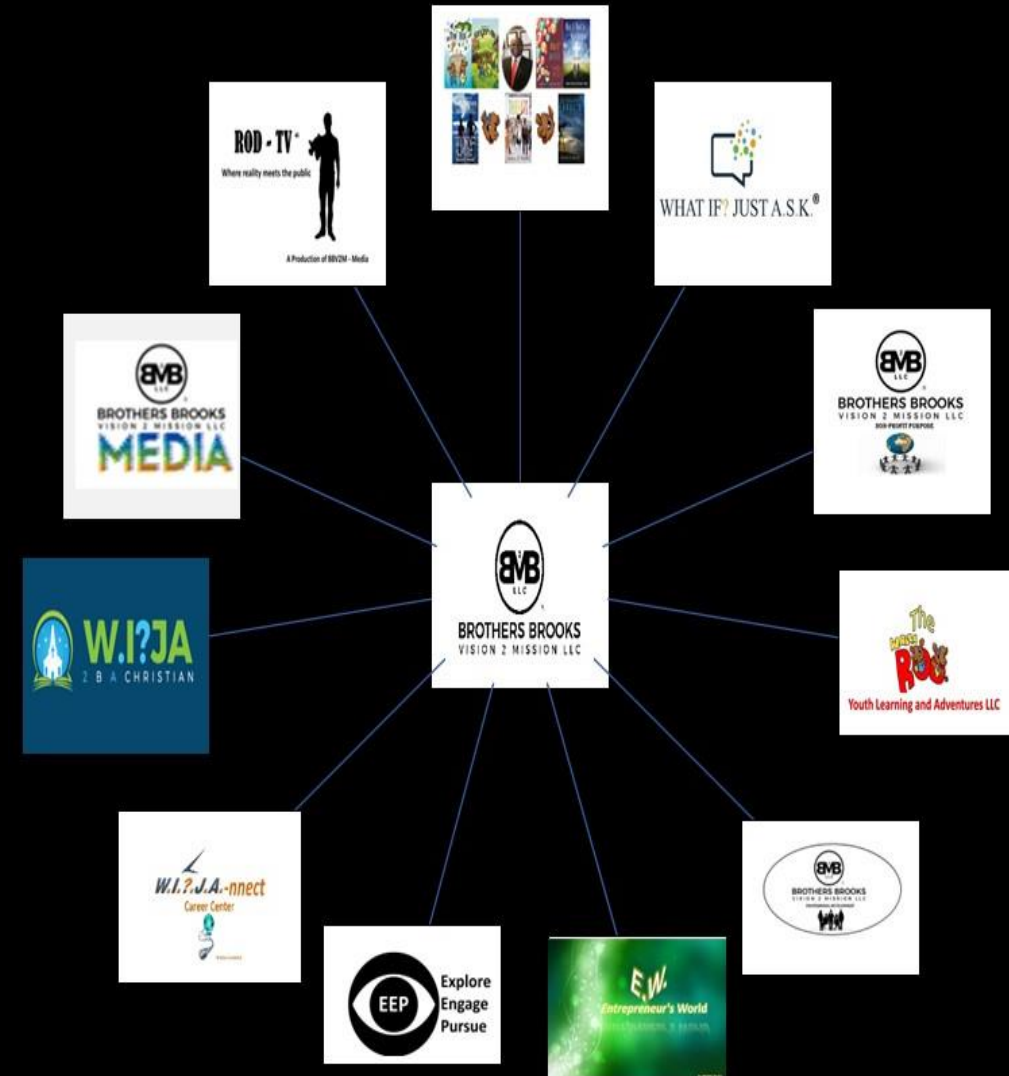 ROD - TV
Where reality meets the public
A Production of BBV2M - Media
WHAT IF? JUST A.S.K.®
BMB
LLC
BROTHERS BROOKS
VISION 2 MISSION LLC
MEDIA
BMB
LLC
BROTHERS BROOKS
VISION 2 MISSION LLC
NON-PROFIT PURPOSE
BMB
LLC
BROTHERS BROOKS
VISION 2 MISSION LLC
W.I?JA
2 B A CHRISTIAN
The
ROO
Youth Learning and Adventures LLC
W.I.?.J.A.-nnect
Career Center
BMB
BROTHERS BROOKS
VISION 2 MISSION LLC
EEP
Explore
Engage
Pursue
E.W.
Entrepreneur's World